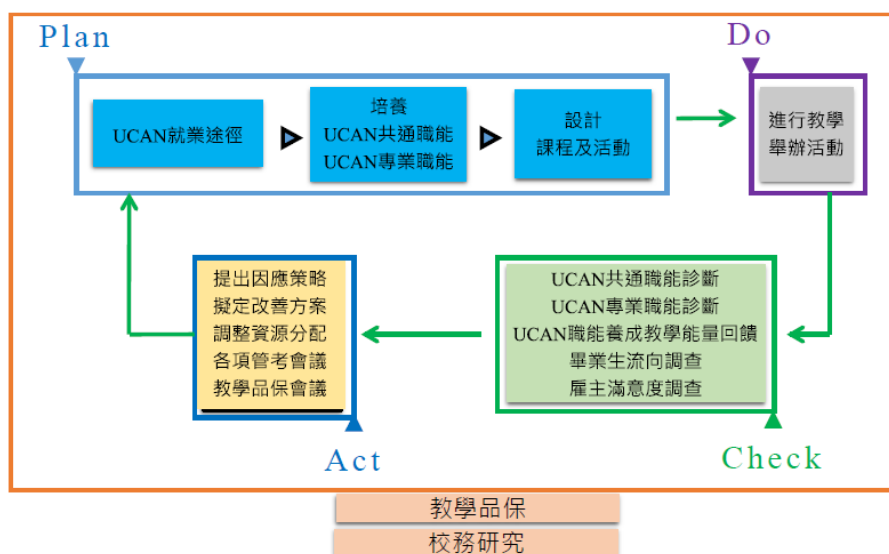 Plan
Do
UCAN就業途徑
培養
UCAN共通職能
UCAN專業職能
設計
課程及活動
進行教學
舉辦活動
提出因應策略
擬定改善方案
調整資源分配
各項管考會議
教學品保會議
UCAN共通職能診斷
UCAN專業職能診斷
UCAN職能養成教學能量回饋
畢業生流向調查
雇主滿意度調查
Act
Check
教學品保
校務研究